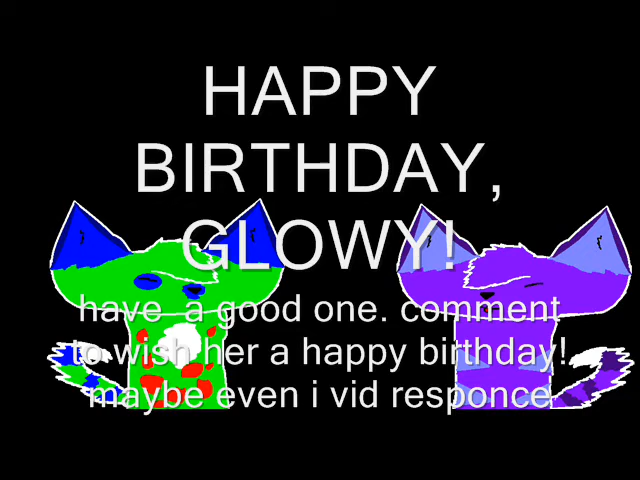 HAPPY
BIRTHDAY,
GLOWY!
have  a good one. comment
to wish her a happy birthday!
maybe even i vid responce